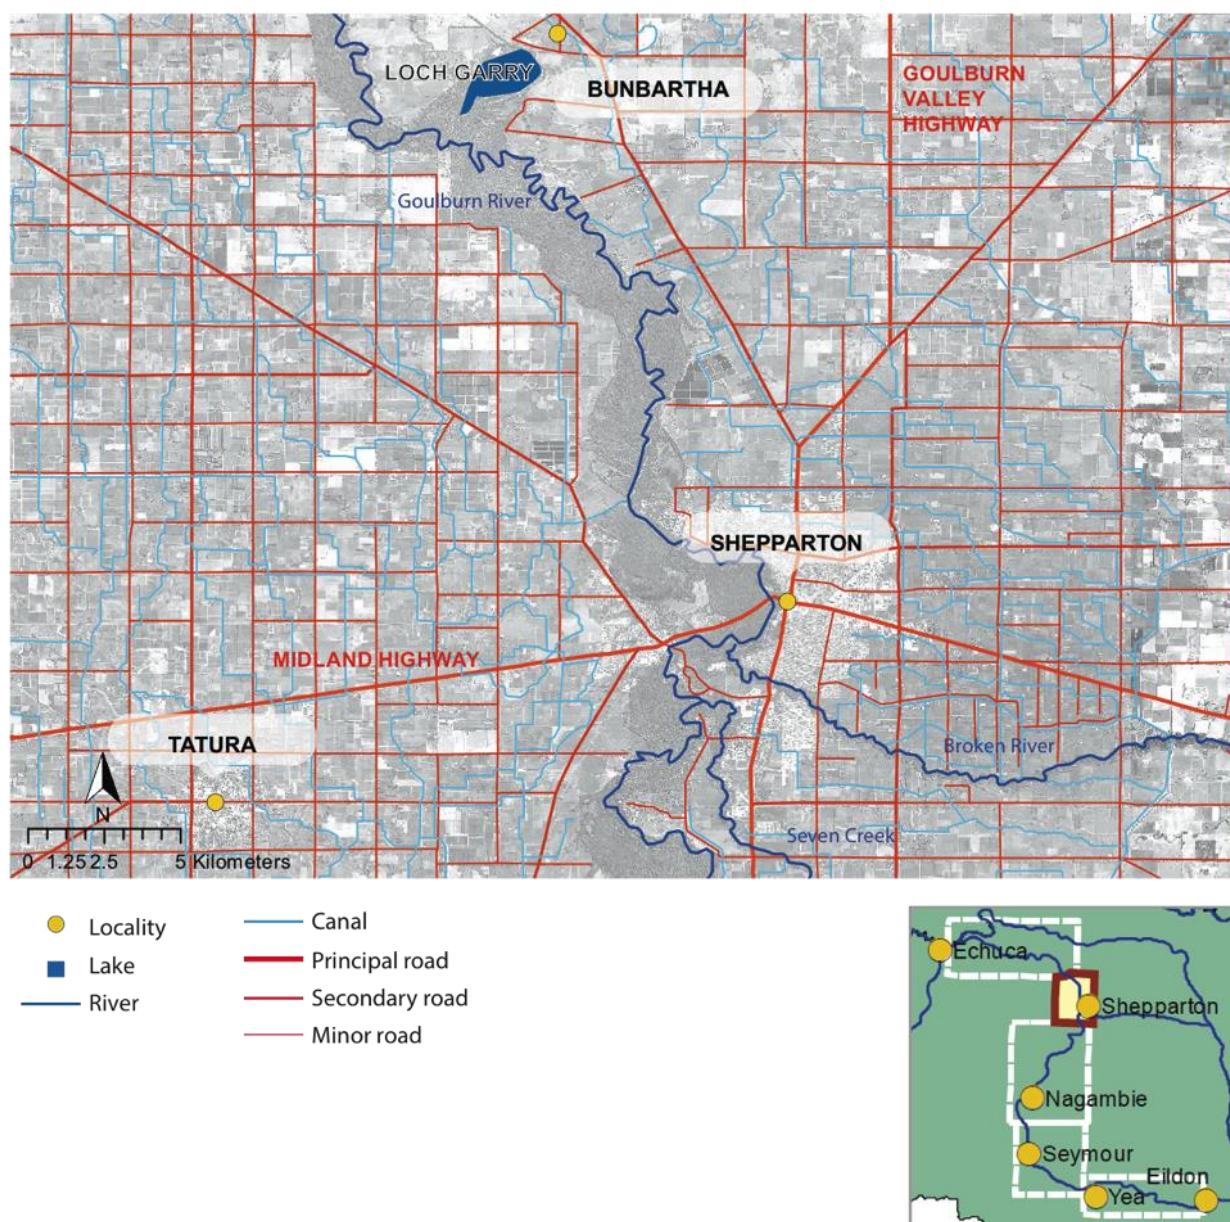 LOCH GARRY
BUNBARTHA
GOULBURN
VALLEY
HIGHWAY
Goulburn River
SHEPPARTON
MIDLAND HIGHWAY
TATURA
Broken River
N
Seven Creek
0 1.25 2.5 5 Kilometers
Locality
Lake
River
Canal
Principal road
Secondary road
Minor road
Echuca
Shepparton
Nagambie
Seymour
Eildon
Yea